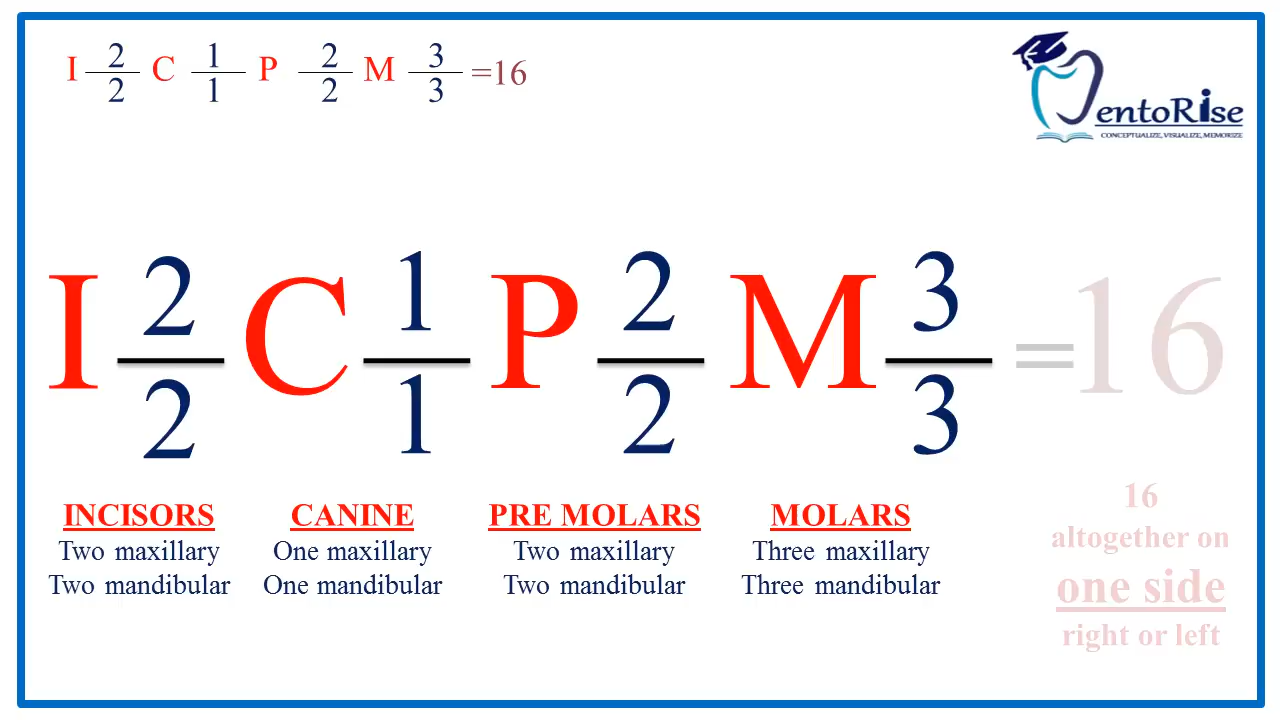 I 2/2 C 1/1 P 2/2 M 3/3 =16
entoRise
CONCEPTUALIZE, VISUALIZE, MEMORIZE
I 2/2 C 1/1 P 2/2 M 3/3 =16
INCISORS
Two maxillary
Two mandibular
CANINE
One maxillary
One mandibular
PRE MOLARS
Two maxillary
Two mandibular
MOLARS
Three maxillary
Three mandibular
16
altogether on
one side
right or left